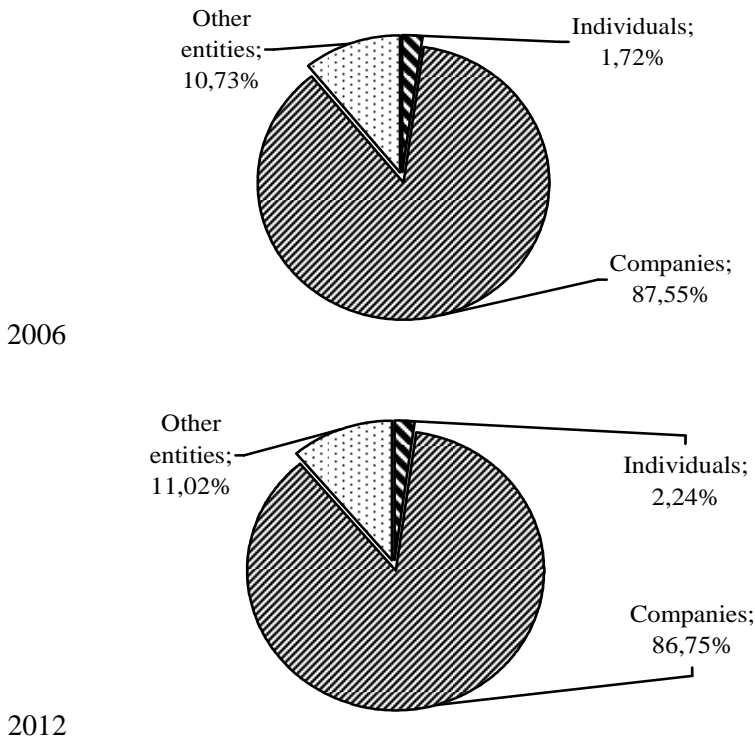 Other
entities;
10,73%
Individuals;
1,72%
Companies;
87,55%
2006
Other
entities;
11,02%
Individuals;
2,24%
Companies;
86,75%
2012